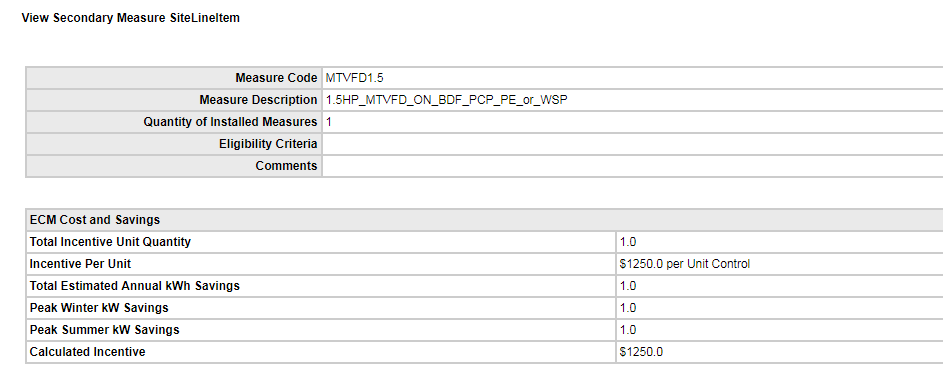 View Secondary Measure SiteLineItem
Measure Code MTVFD1.5
Measure Description 1.5HP_MTVFD_ON_BDF_PCP_PE_or_WSP
Quantity of Installed Measures 1
Eligibility Criteria
Comments
ECM Cost and Savings
Total Incentive Unit Quantity 1.0
Incentive Per Unit $1250.0 per Unit Control
Total Estimated Annual kWh Savings 1.0
Peak Winter kW Savings 1.0
Peak Summer kW Savings 1.0
Calculated Incentive $1250.0